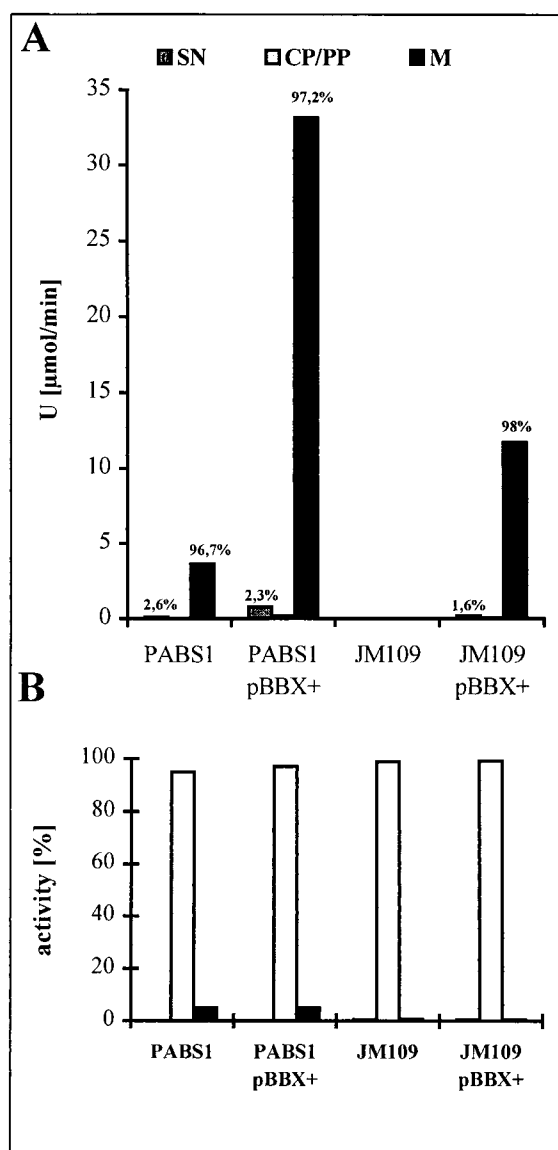 A
SN CP/PP M
35
30
25
20
15
10
5
0
U [µmol/min]
2,6%
96,7%
2,3%
97,2%
1,6%
98%
PABS1 PABS1 JM109 JM109
pBBX+ pBBX+
B
100
80
60
40
20
0
activity [%]
PABS1 PABS1 JM109 JM109
pBBX+ pBBX+